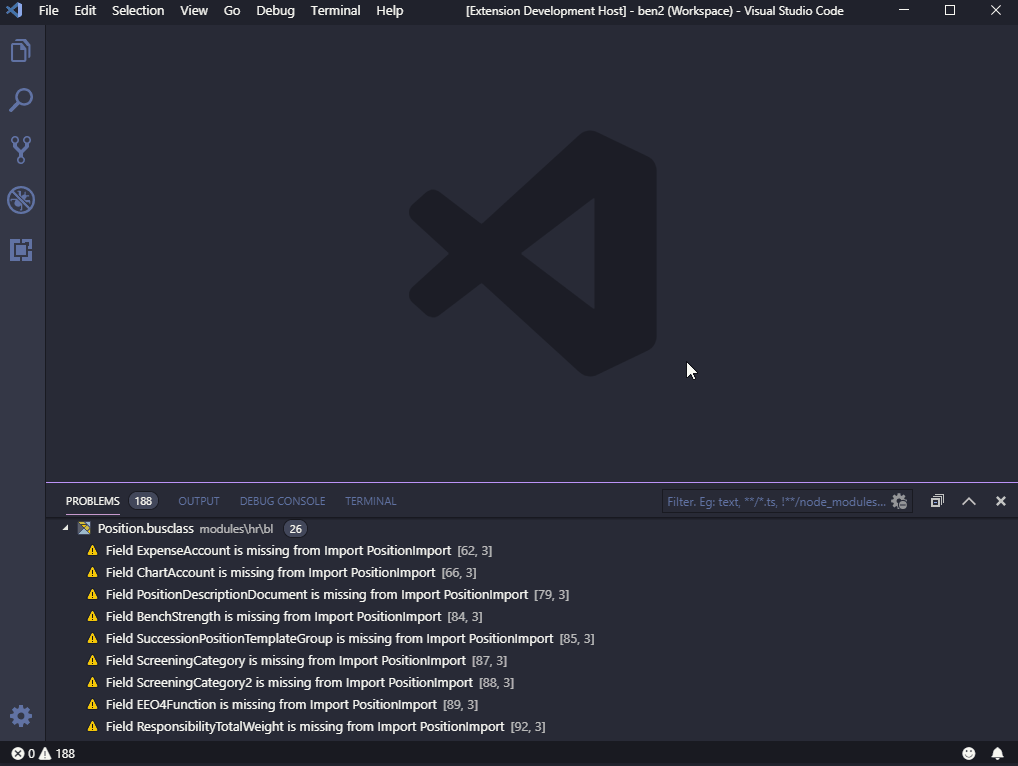 File Edit Selection View Go Debug Terminal Help [Extension Development Host] - ben2 (Workspace) - Visual Studio Code
PROBLEMS 188 OUTPUT DEBUG CONSOLE TERMINAL Filter. Eg: text, **/*.ts, !**/node_modules...
Position.busclass modules\hr\bl 26
Field ExpenseAccount is missing from Import PositionImport [62, 3]
Field ChartAccount is missing from Import PositionImport [66, 3]
Field PositionDescriptionDocument is missing from Import PositionImport [79, 3]
Field BenchStrength is missing from Import PositionImport [84, 3]
Field SuccessionPositionTemplateGroup is missing from Import PositionImport [85, 3]
Field ScreeningCategory is missing from Import PositionImport [87, 3]
Field ScreeningCategory2 is missing from Import PositionImport [88, 3]
Field EEO4Function is missing from Import PositionImport [89, 3]
Field ResponsibilityTotalWeight is missing from Import PositionImport [92, 3]
0 188